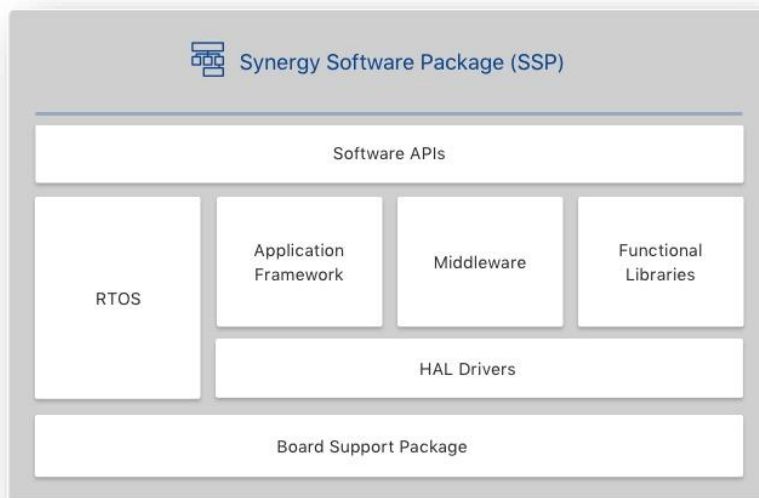 Synergy Software Package (SSP)
Software APIs
RTOS
Application
Framework
Middleware
Functional
Libraries
HAL Drivers
Board Support Package